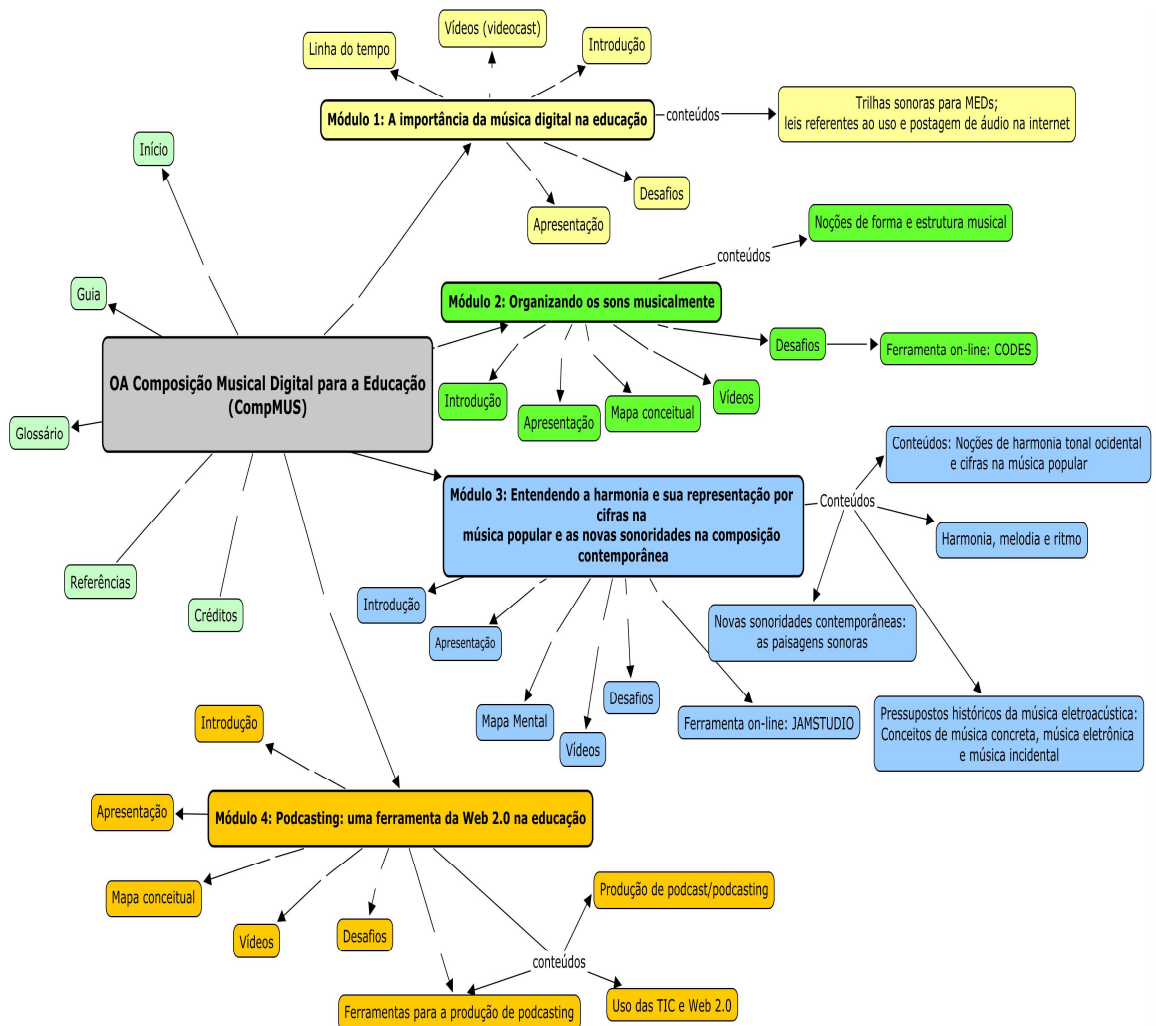 Vídeos (videocast)
Linha do tempo
Introdução
Módulo 1: A importância da música digital na educação
conteúdos
Trilhas sonoras para MEDs;
leis referentes ao uso e postagem de áudio na internet
Início
Desafios
Apresentação
Noções de forma e estrutura musical
conteúdos
Guia
Módulo 2: Organizando os sons musicalmente
Desafios
Ferramenta on-line: CODES
OA Composição Musical Digital para a Educação
(CompMUS)
Introdução
Apresentação
Mapa conceitual
Vídeos
Glossário
Conteúdos: Noções de harmonia tonal ocidental
e cifras na música popular
Módulo 3: Entendendo a harmonia e sua representação por
cifras na
música popular e as novas sonoridades na composição
contemporânea
Conteúdos
Harmonia, melodia e ritmo
Referências
Créditos
Introdução
Apresentação
Novas sonoridades contemporâneas:
as paisagens sonoras
Mapa Mental
Vídeos
Desafios
Ferramenta on-line: JAMSTUDIO
Pressupostos históricos da música eletroacústica:
Conceitos de música concreta, música eletrônica
e música incidental
Introdução
Apresentação
Módulo 4: Podcasting: uma ferramenta da Web 2.0 na educação
Mapa conceitual
Vídeos
Desafios
Produção de podcast/podcasting
conteúdos
Ferramentas para a produção de podcasting
Uso das TIC e Web 2.0